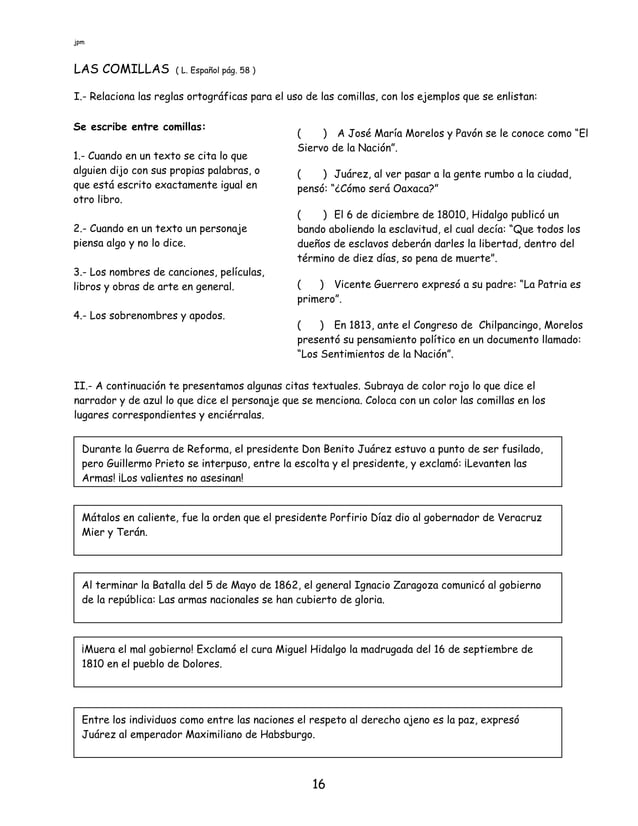 jpm
LAS COMILLAS ( L. Español pág. 58 )
I.- Relaciona las reglas ortográficas para el uso de las comillas, con los ejemplos que se enlistan:
Se escribe entre comillas:
1.- Cuando en un texto se cita lo que
alguien dijo con sus propias palabras, o
que está escrito exactamente igual en
otro libro.
2.- Cuando en un texto un personaje
piensa algo y no lo dice.
3.- Los nombres de canciones, películas,
libros y obras de arte en general.
4.- Los sobrenombres y apodos.
( ) A José María Morelos y Pavón se le conoce como “El
Siervo de la Nación”.
( ) Juárez, al ver pasar a la gente rumbo a la ciudad,
pensó: “¿Cómo será Oaxaca?”
( ) El 6 de diciembre de 18010, Hidalgo publicó un
bando aboliendo la esclavitud, el cual decía: “Que todos los
dueños de esclavos deberán darles la libertad, dentro del
término de diez días, so pena de muerte”.
( ) Vicente Guerrero expresó a su padre: “La Patria es
primero”.
( ) En 1813, ante el Congreso de Chilpancingo, Morelos
presentó su pensamiento político en un documento llamado:
“Los Sentimientos de la Nación”.
II.- A continuación te presentamos algunas citas textuales. Subraya de color rojo lo que dice el
narrador y de azul lo que dice el personaje que se menciona. Coloca con un color las comillas en los
lugares correspondientes y enciérralas.
Durante la Guerra de Reforma, el presidente Don Benito Juárez estuvo a punto de ser fusilado,
pero Guillermo Prieto se interpuso, entre la escolta y el presidente, y exclamó: ¡Levanten las
Armas! ¡Los valientes no asesinan!
Mátalos en caliente, fue la orden que el presidente Porfirio Díaz dio al gobernador de Veracruz
Mier y Terán.
Al terminar la Batalla del 5 de Mayo de 1862, el general Ignacio Zaragoza comunicó al gobierno
de la república: Las armas nacionales se han cubierto de gloria.
¡Muera el mal gobierno! Exclamó el cura Miguel Hidalgo la madrugada del 16 de septiembre de
1810 en el pueblo de Dolores.
Entre los individuos como entre las naciones el respeto al derecho ajeno es la paz, expresó
Juárez al emperador Maximiliano de Habsburgo.
16